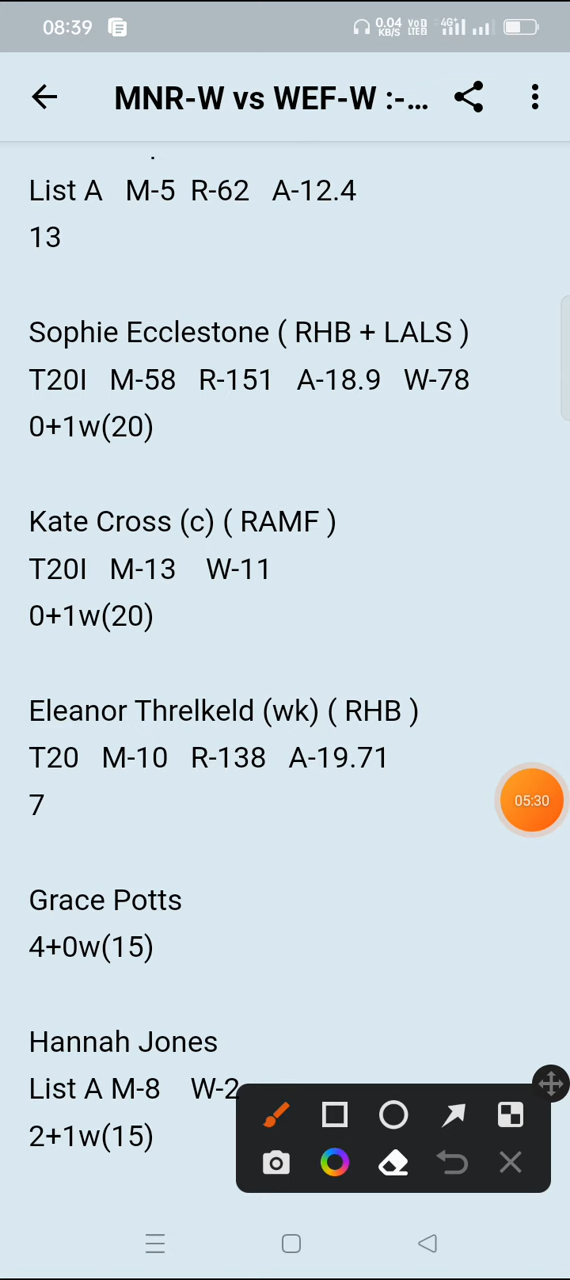 08:39
0.04
KB/S
VoD
LTE
4G+
MNR-W vs WEF-W :-...
List A M-5 R-62 A-12.4
13
Sophie Ecclestone ( RHB + LALS )
T20I M-58 R-151 A-18.9 W-78
0+1w(20)
Kate Cross (c) ( RAMF )
T20I M-13 W-11
0+1w(20)
Eleanor Threlkeld (wk) ( RHB )
T20 M-10 R-138 A-19.71
7
05:30
Grace Potts
4+0w(15)
Hannah Jones
List A M-8 W-2
2+1w(15)